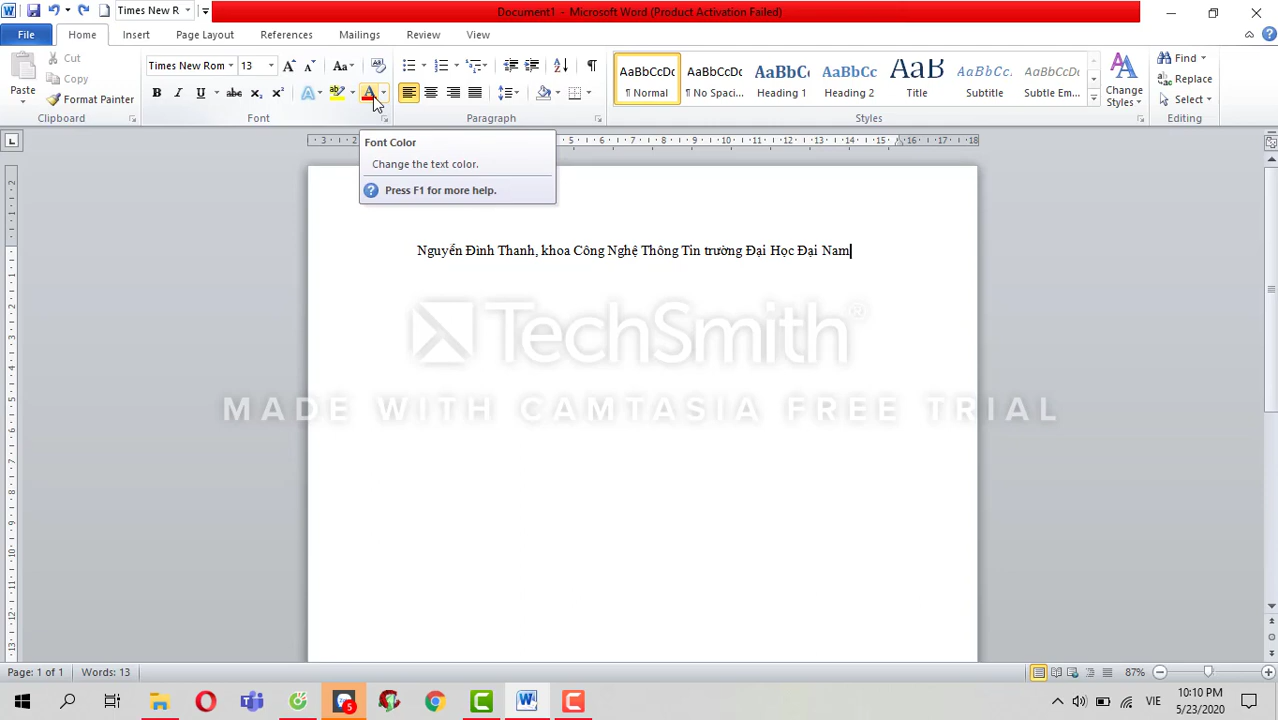 Times New R
Document1 - Microsoft Word (Product Activation Failed)
File Home Insert Page Layout References Mailings Review View
Paste
Cut
Copy
Format Painter
Clipboard
Times New Rom 13
Font
Paragraph
AaBbCcDc
¶ Normal
AaBbCcDc
¶ No Spaci...
AaBbCc
Heading 1
AaBbCc
Heading 2
AaB
Title
AaBbCc.
Subtitle
AaBbCcDc
Subtle Em...
Change
Styles
Styles
Find
Replace
Select
Editing
Font Color
Change the text color.
Press F1 for more help.
Nguyễn Đình Thanh, khoa Công Nghệ Thông Tin trường Đại Học Đại Nam
TechSmith®
MADE WITH CAMTASIA FREE TRIAL
Page: 1 of 1 Words: 13
87%
VIE
10:10 PM
5/23/2020
5